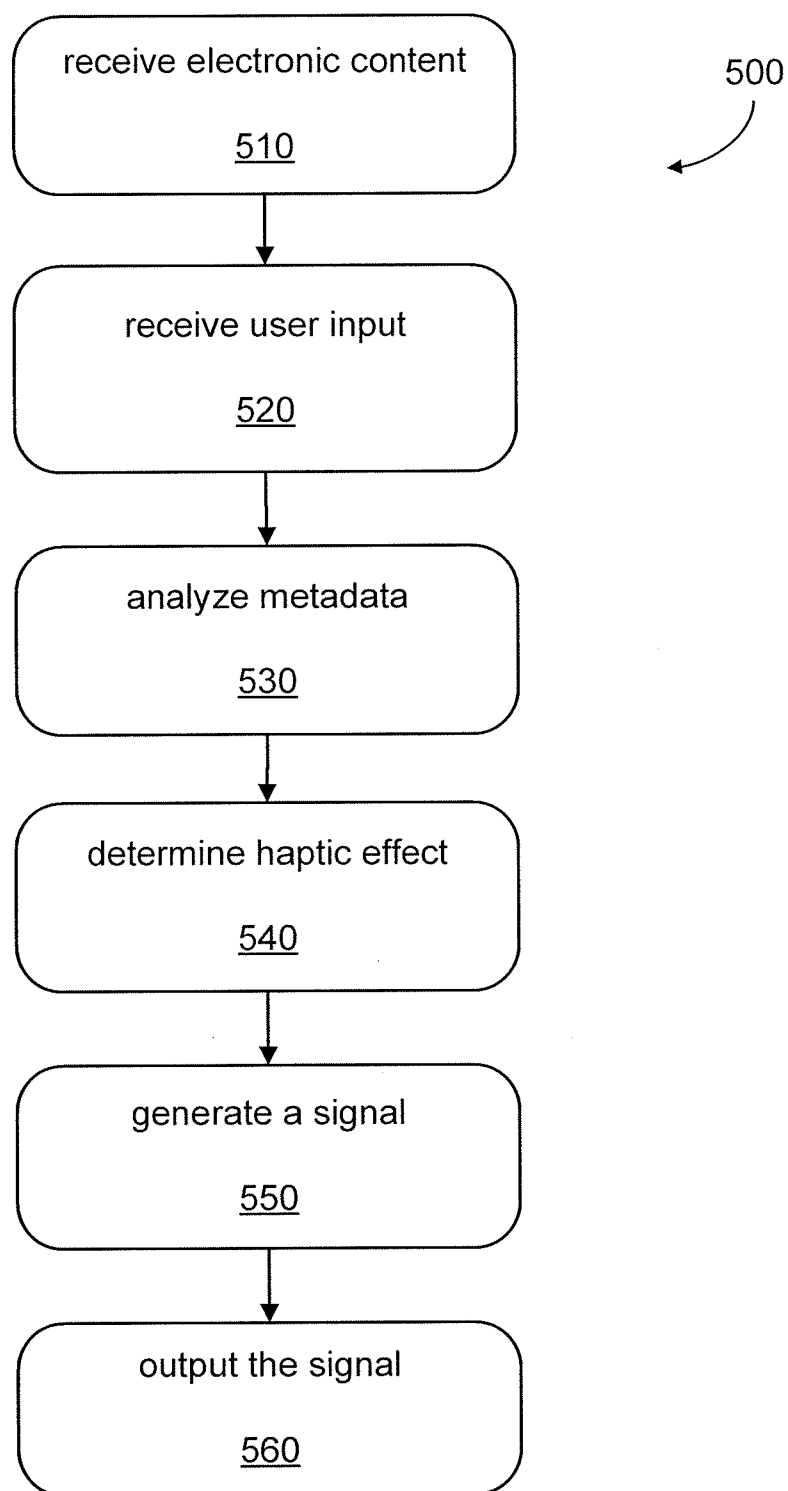 receive electronic content
500
510
receive user input
520
analyze metadata
530
determine haptic effect
540
generate a signal
550
output the signal
560